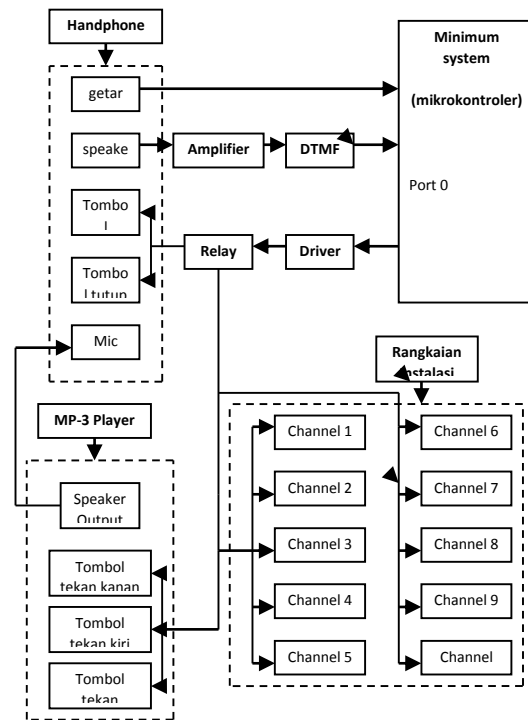 Handphone
getar
speake
Tombo
l
Tombo
l tutup
Mic
Amplifier
DTMF
Relay
Driver
Minimum
system
(mikrokontroler)
Port 0
Rangkaian
instalasi
MP-3 Player
Speaker
Output
Tombol
tekan kanan
Tombol
tekan kiri
Tombol
tekan
Channel 1
Channel 2
Channel 3
Channel 4
Channel 5
Channel 6
Channel 7
Channel 8
Channel 9
Channel